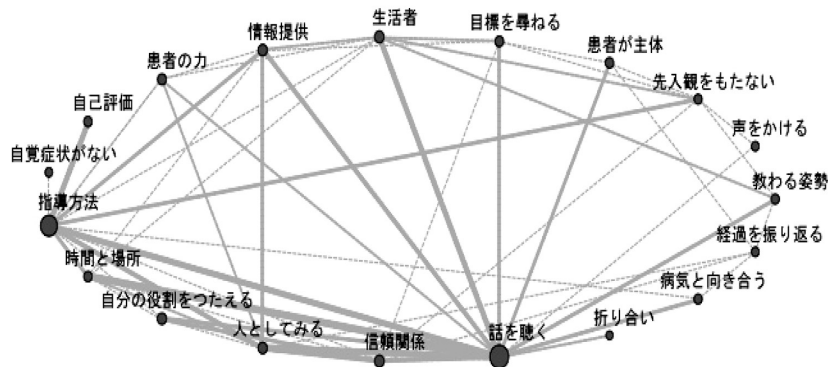 生活者
情報提供
目標を尋ねる
患者の力
患者が主体
先入観をもたない
自己評価
声をかける
自覚症状がない
教わる姿勢
指導方法
経過を振り返る
時間と場所
病気と向き合う
自分の役割をつたえる
折り合い
人としてみる
信頼関係
話を聴く